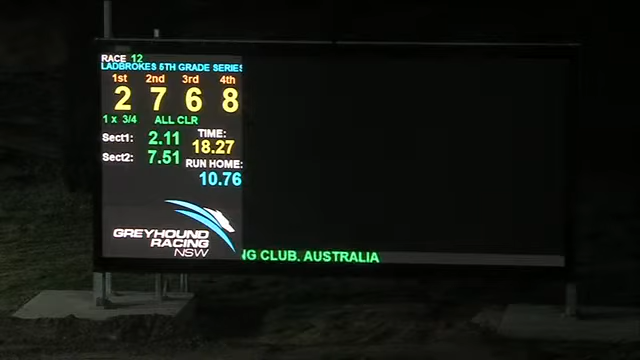 RACE 12
LADBROKES 5TH GRADE SERIES
1st 2nd 3rd 4th
2 7 6 8
1 x 3/4 ALL CLR
Sect1: 2.11 TIME: 18.27
Sect2: 7.51 RUN HOME: 10.76
GREYHOUND
RACING
NSW
NG CLUB. AUSTRALIA